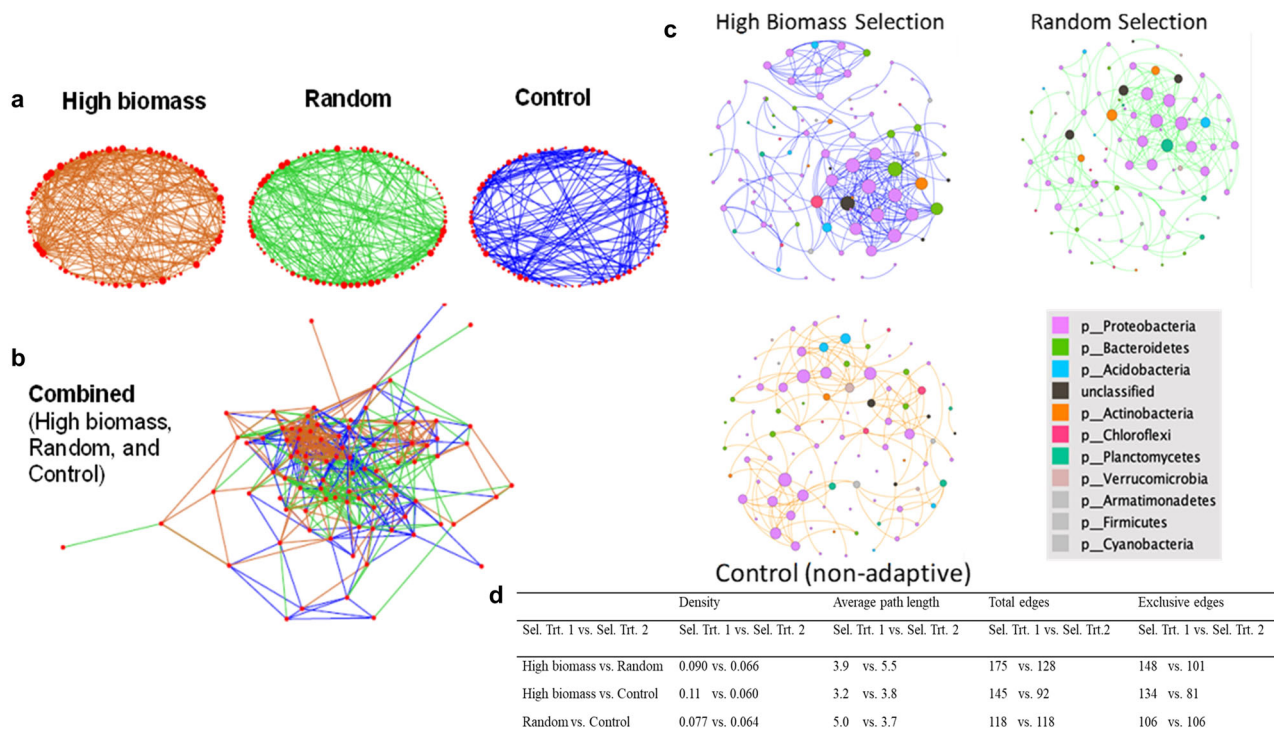 a
High biomass
Random
Control
b
Combined
(High biomass,
Random, and
Control)
c
High Biomass Selection
Random Selection
Control (non-adaptive)
p__Proteobacteria
p__Bacteroidetes
p__Acidobacteria
unclassified
p__Actinobacteria
p__Chloroflexi
p__Planctomycetes
p__Verrucomicrobia
p__Armatimonadetes
p__Firmicutes
p__Cyanobacteria
d
Density Average path length Total edges Exclusive edges
Sel. Trt. 1 vs. Sel. Trt. 2 Sel. Trt. 1 vs. Sel. Trt. 2 Sel. Trt. 1 vs. Sel. Trt. 2 Sel. Trt. 1 vs. Sel. Trt.2 Sel. Trt. 1 vs. Sel. Trt. 2
High biomass vs. Random 0.090 vs. 0.066 3.9 vs. 5.5 175 vs. 128 148 vs. 101
High biomass vs. Control 0.11 vs. 0.060 3.2 vs. 3.8 145 vs. 92 134 vs. 81
Random vs. Control 0.077 vs. 0.064 5.0 vs. 3.7 118 vs. 118 106 vs. 106